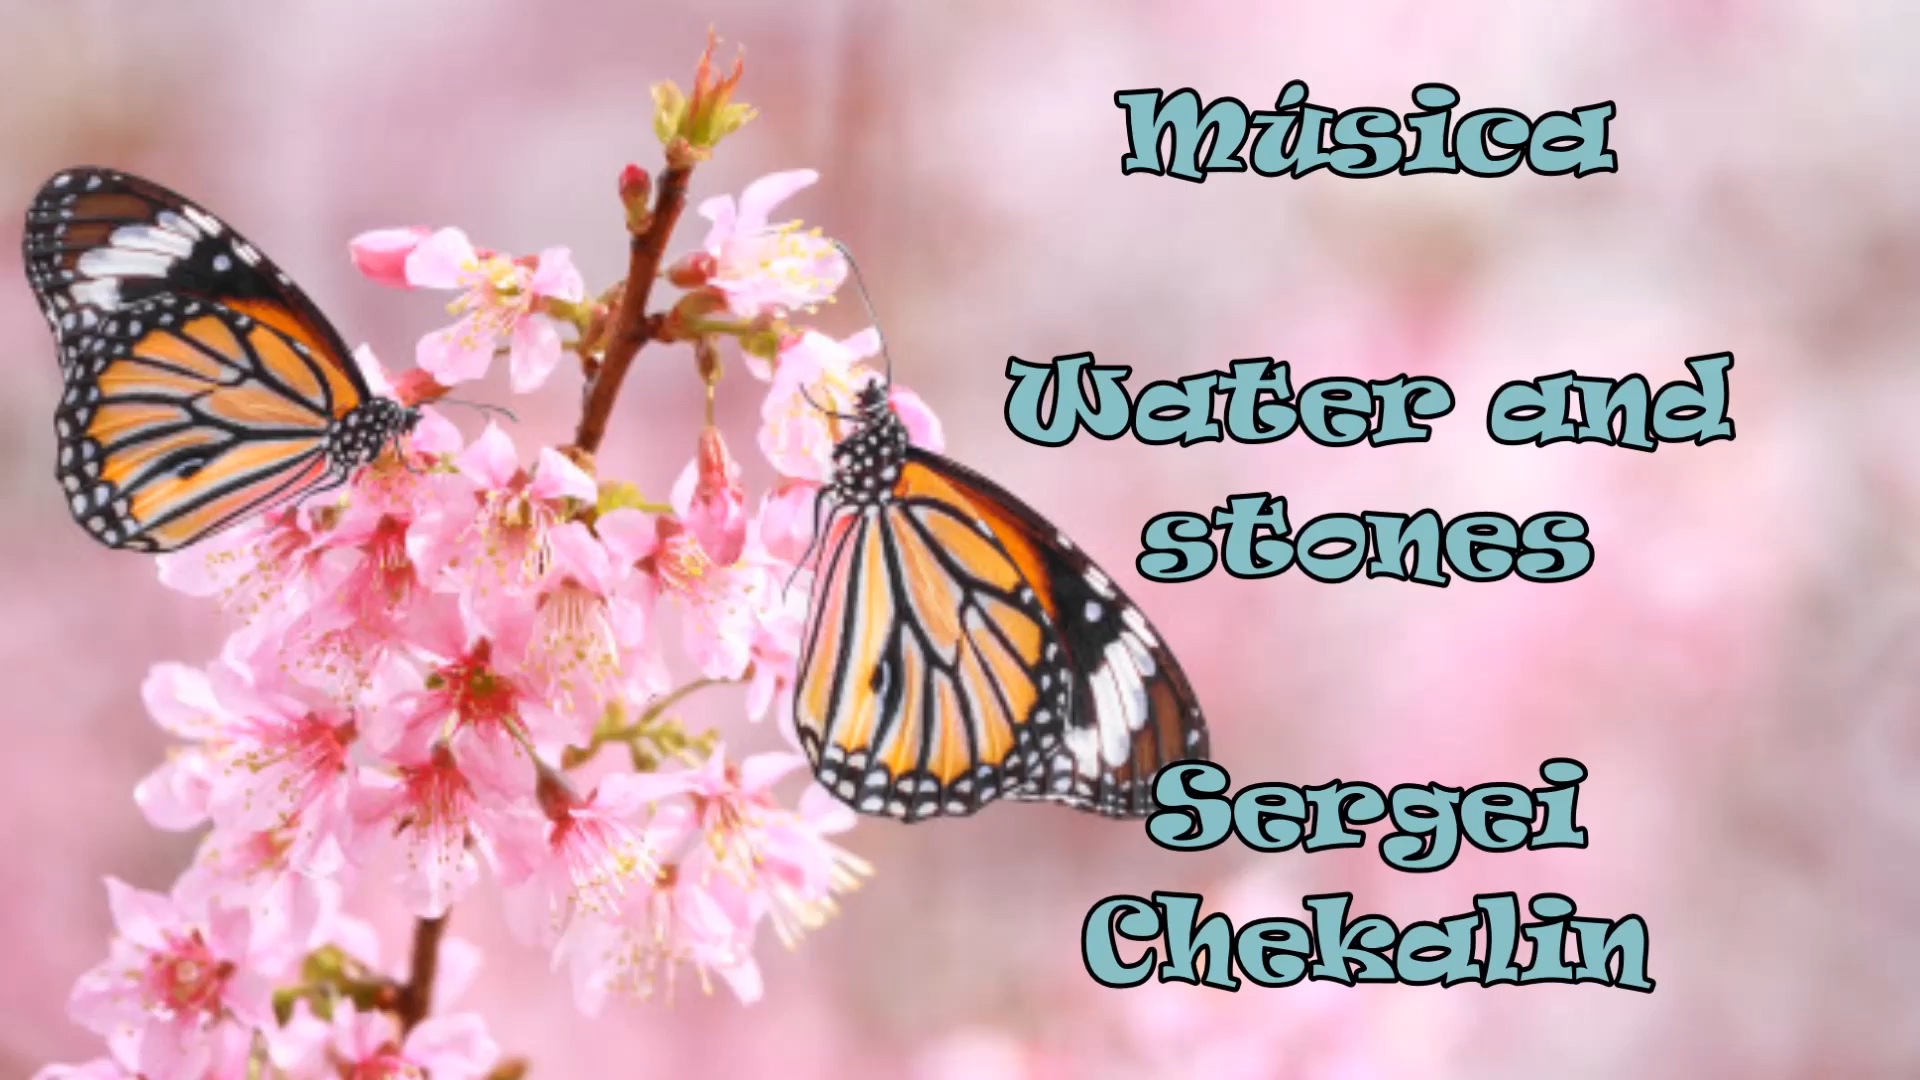 Música
Water and
stones
Sergei
Chekalin